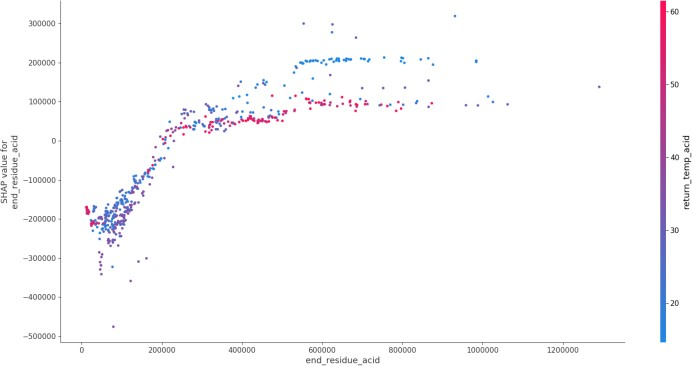 300000
200000
100000
0
−100000
−200000
−300000
−400000
−500000
SHAP value for
end_residue_acid
0 200000 400000 600000 800000 1000000 1200000
end_residue_acid
60
50
40
30
20
return_temp_acid